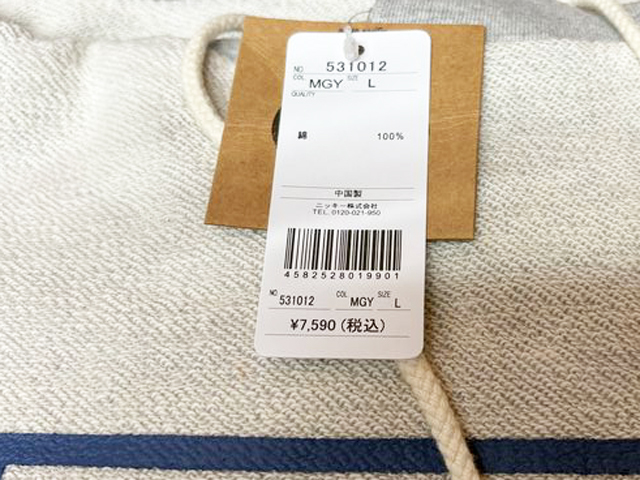 NO. 531012
COL MGY SIZE L
QUALITY
綿 100%
中国製
ニッキー株式会社
TEL. 0120-021-950
4582528019901
NO. 531012 COL MGY SIZE L
¥7,590(税込)